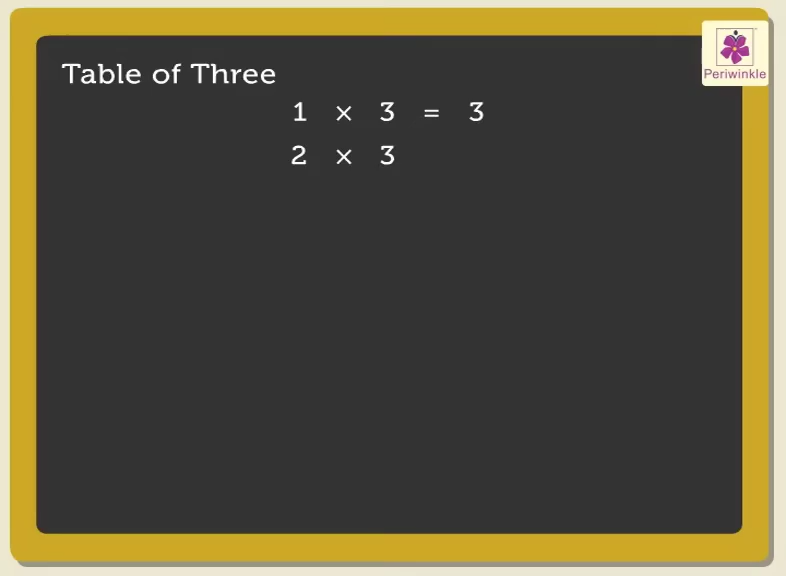 Periwinkle
Table of Three
1 × 3 = 3
2 × 3